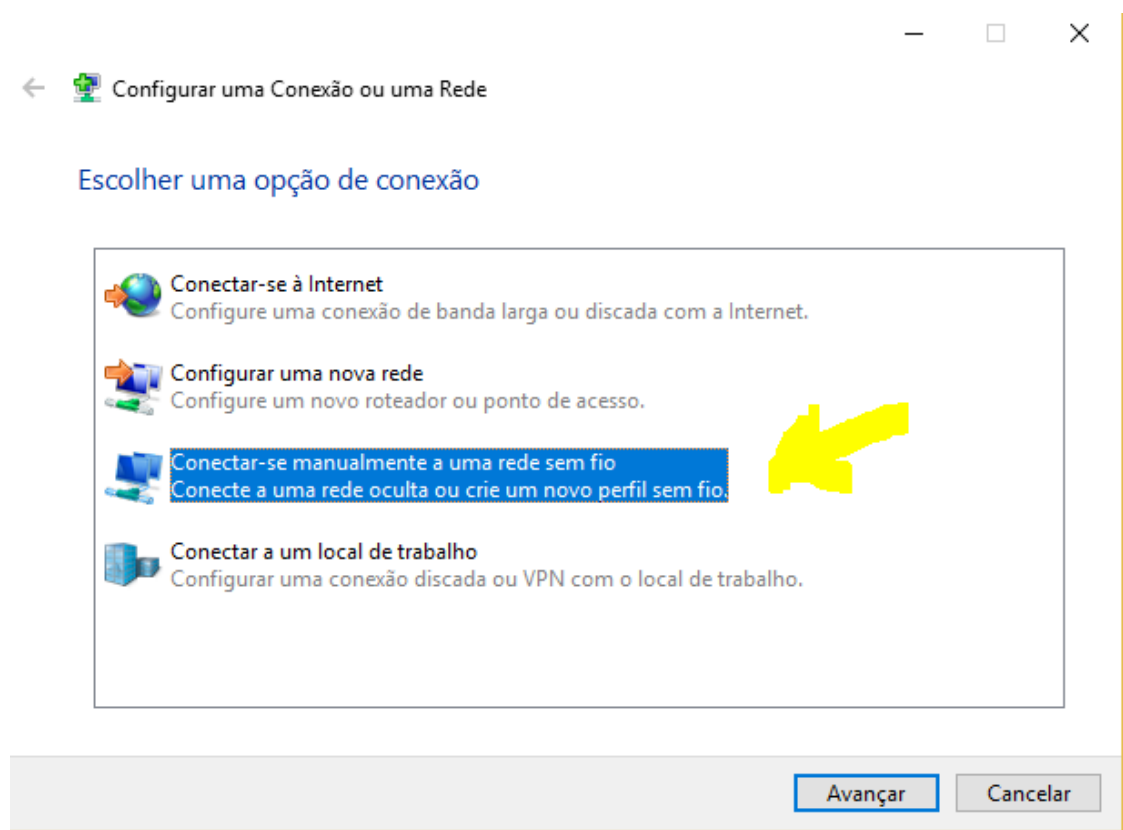 Configurar uma Conexão ou uma Rede
Escolher uma opção de conexão
Conectar-se à Internet
Configure uma conexão de banda larga ou discada com a Internet.
Configurar uma nova rede
Configure um novo roteador ou ponto de acesso.
Conectar-se manualmente a uma rede sem fio
Conecte a uma rede oculta ou crie um novo perfil sem fio.
Conectar a um local de trabalho
Configurar uma conexão discada ou VPN com o local de trabalho.
Avançar Cancelar